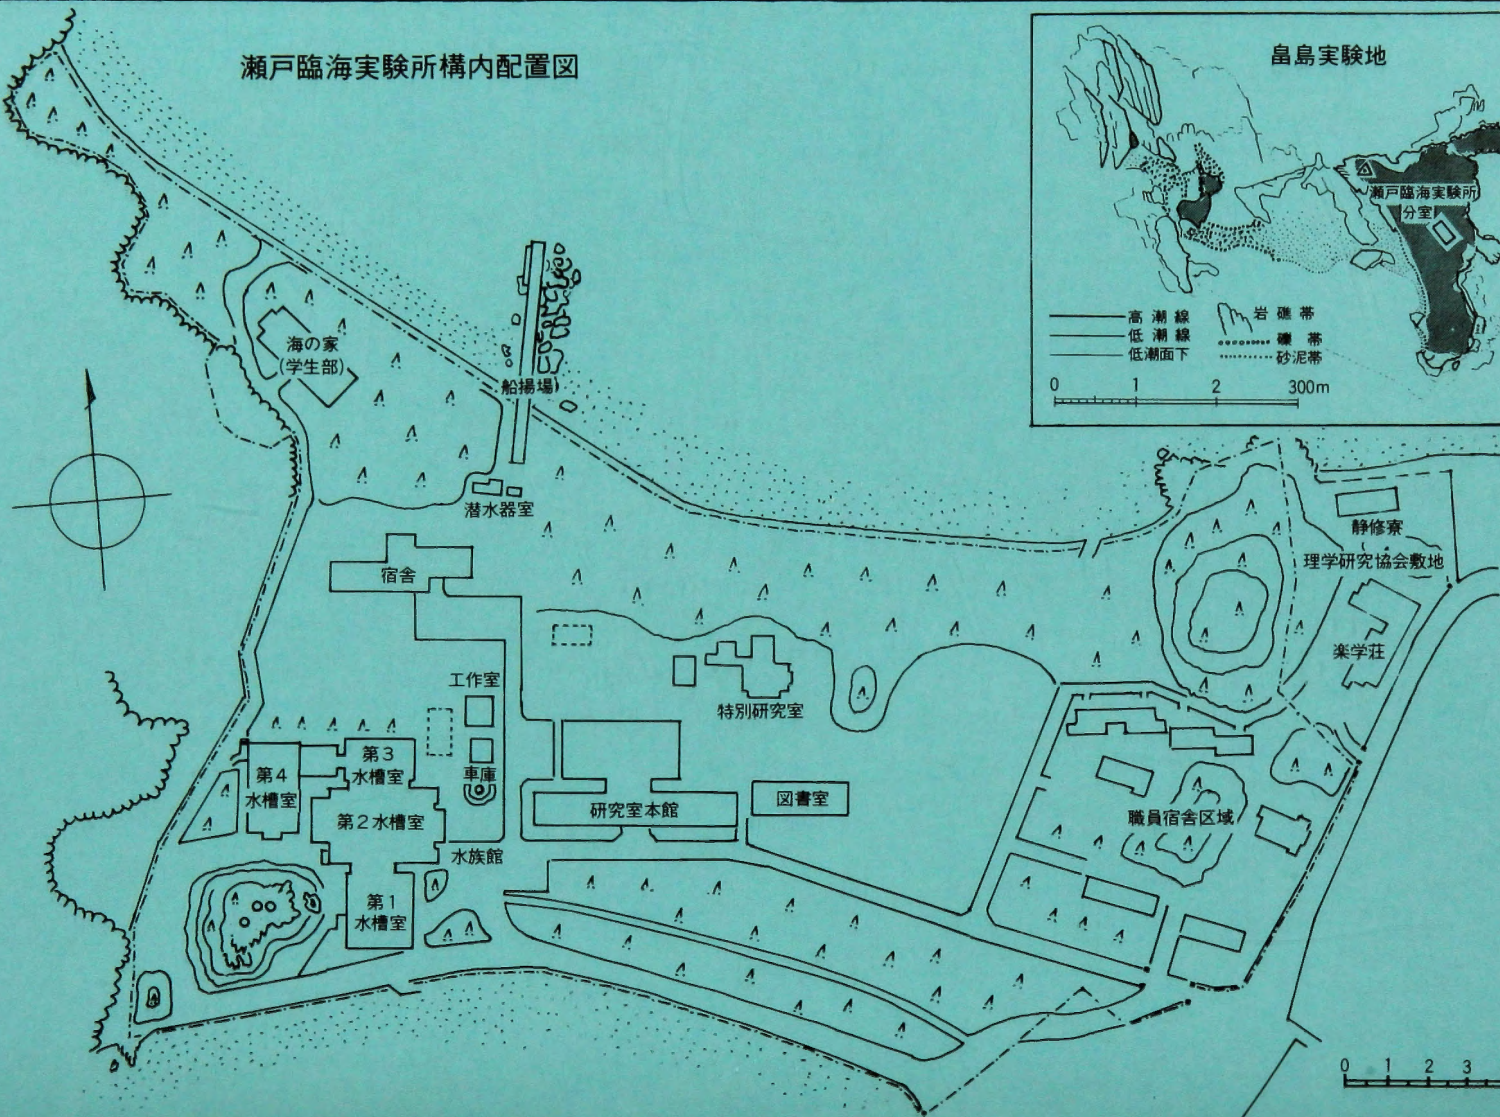 瀬戸臨海実験所構内配置図
畠島実験地
瀬戸臨海実験所
分室
高潮線
低潮線
低潮面下
岩礁帯
礫帯
砂泥帯
0 1 2 300m
海の家
(学生部)
船揚場
潜水器室
宿舎
静修寮
理学研究協会敷地
楽学荘
工作室
特別研究室
車庫
第3
水槽室
第4
水槽室
第2水槽室
水族館
第1
水槽室
研究室本館
図書室
職員宿舎区域
0 1 2 3